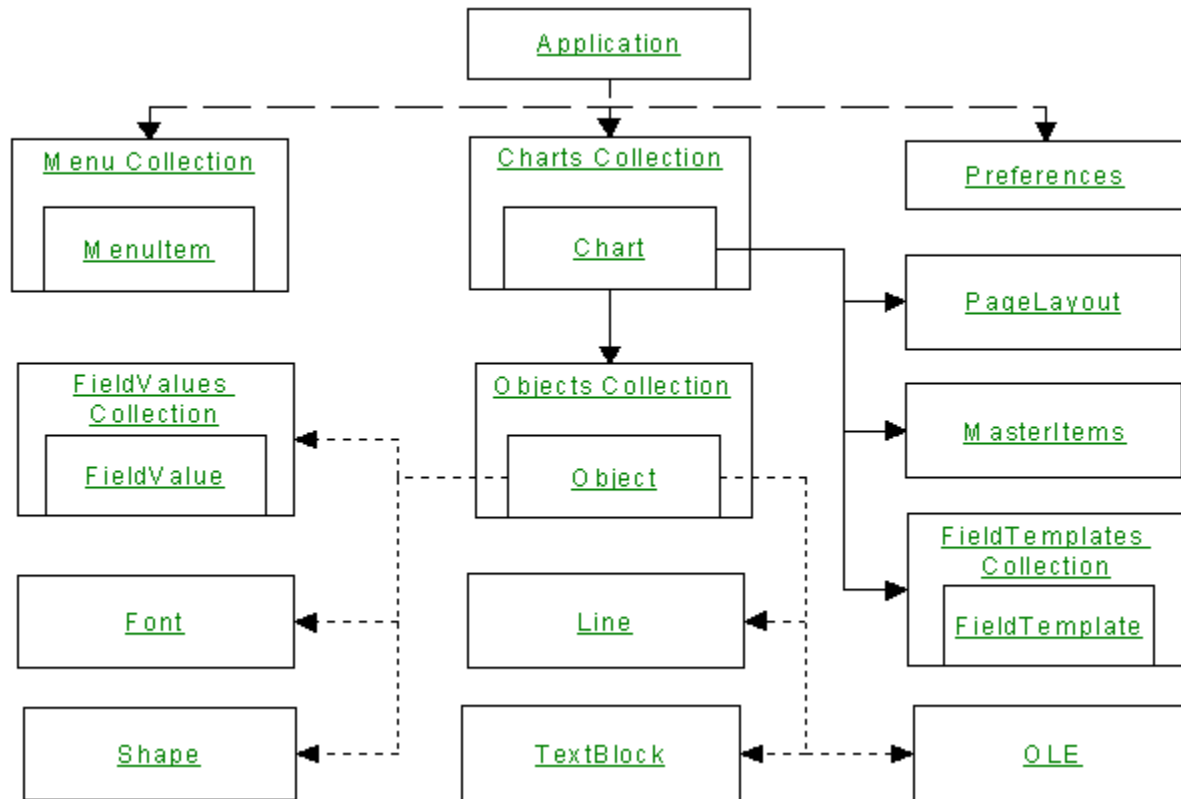 Application
Menu Collection
Charts Collection
Preferences
MenuItem
Chart
PageLayout
FieldValues
Collection
Objects Collection
MasterItems
FieldValue
Object
FieldTemplates
Collection
Font
Line
FieldTemplate
Shape
TextBlock
OLE